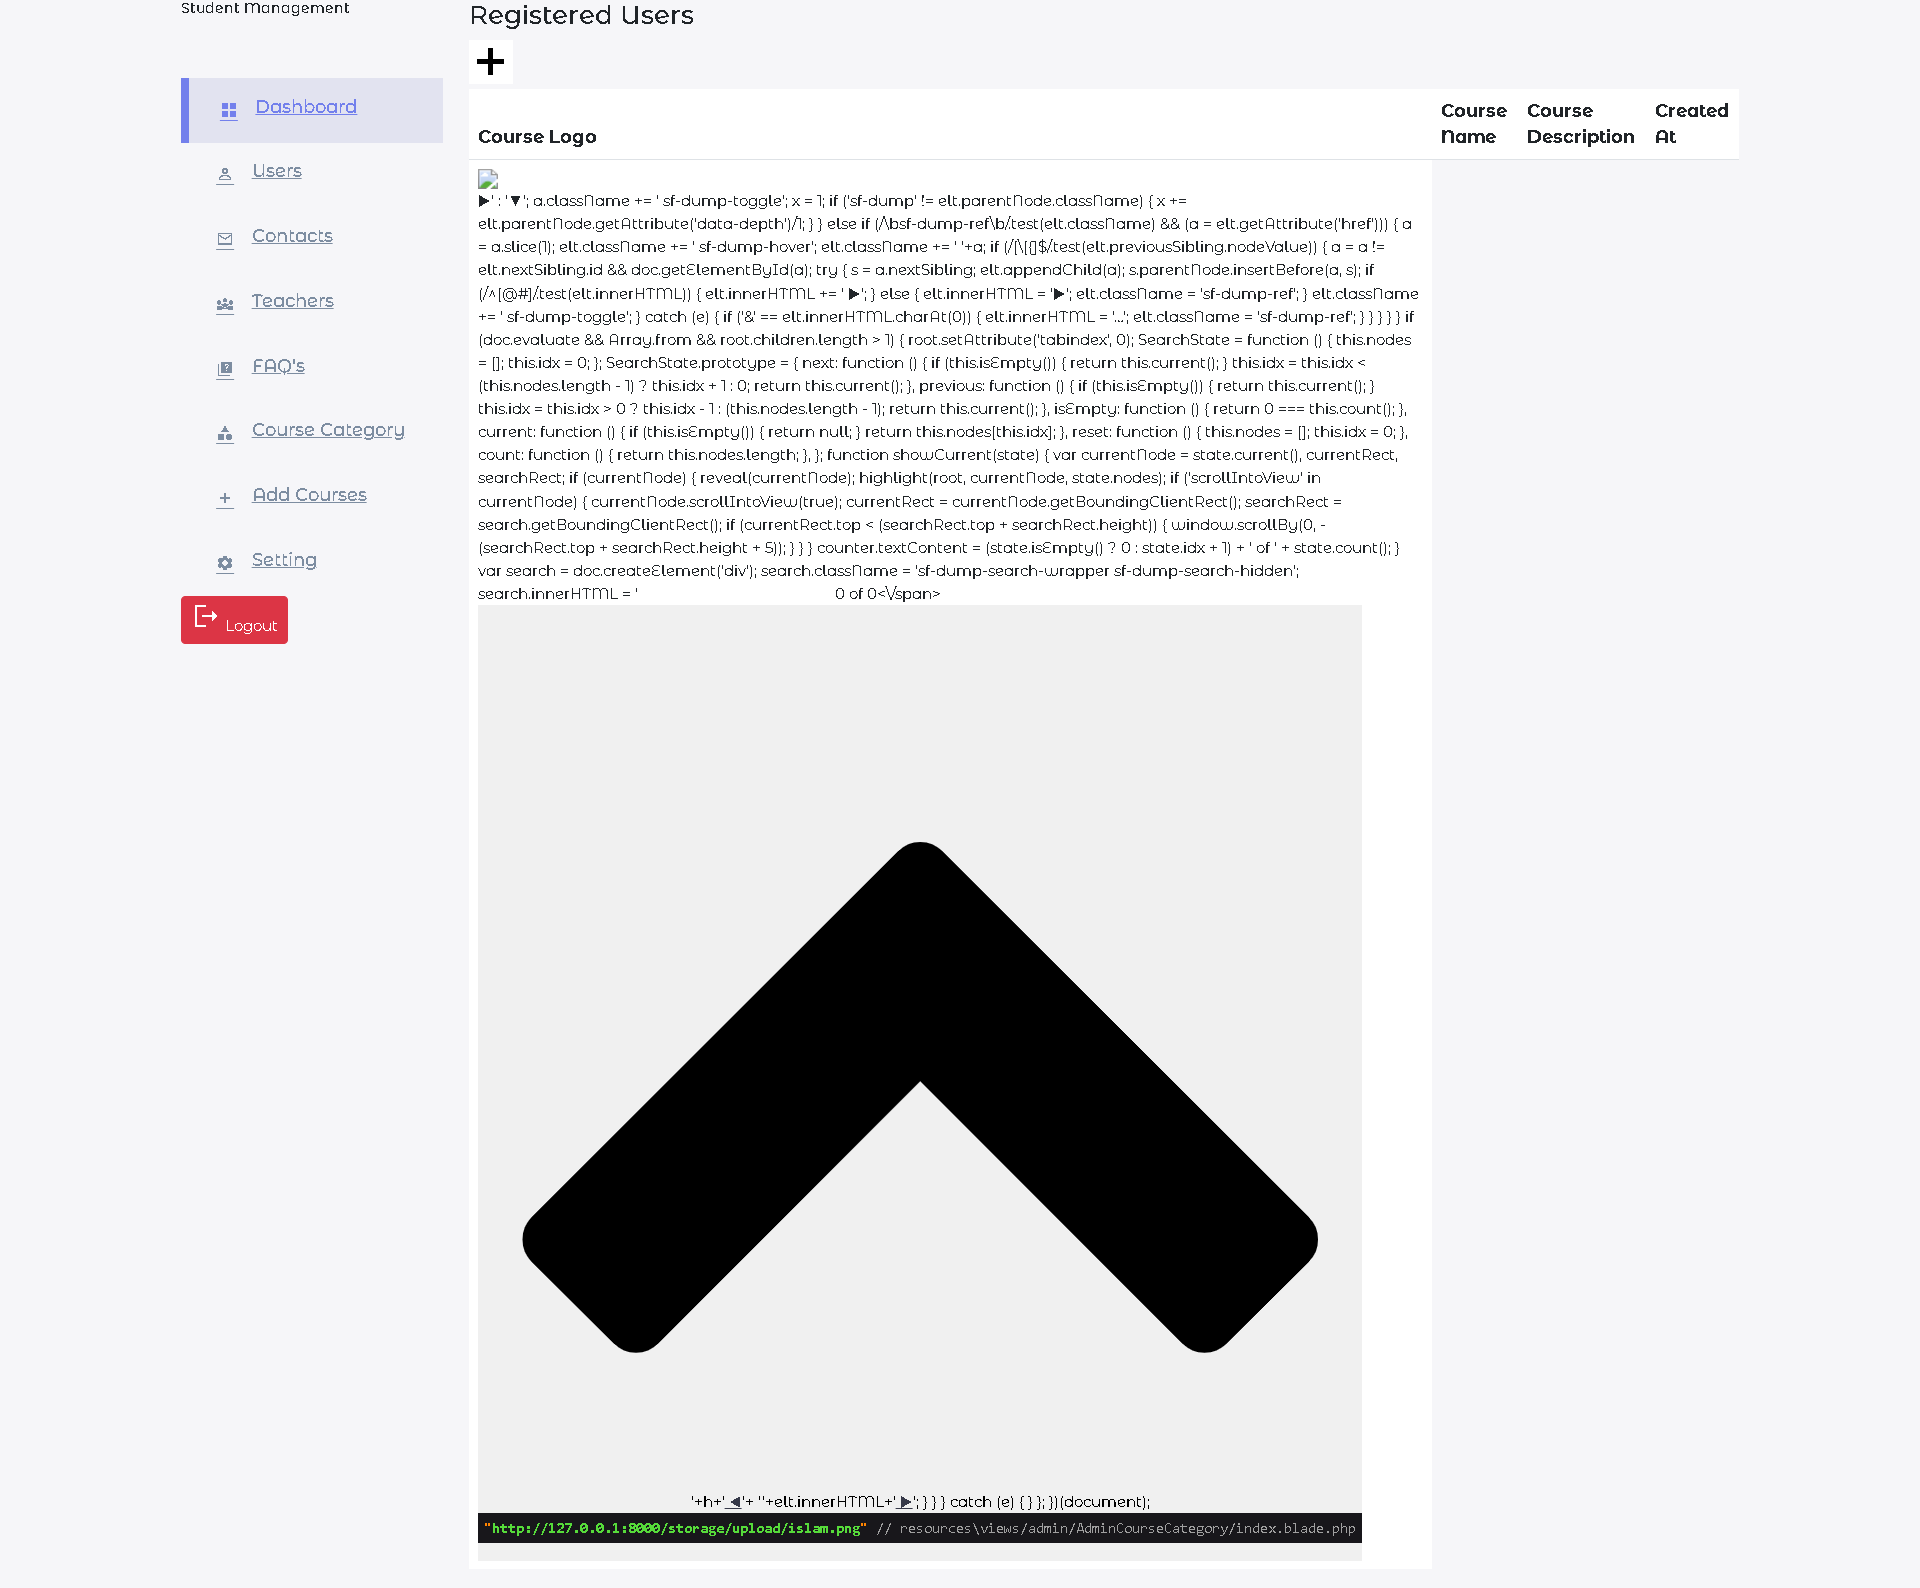 Student Management
Dashboard
Users
Contacts
Teachers
FAQ's
Course Category
Add Courses
Setting
Logout
Registered Users
Course Logo
Course Name
Course Description
Created At
▶' : '▼'; a.className += ' sf-dump-toggle'; x = 1; if ('sf-dump' != elt.parentNode.className) { x +=
elt.parentNode.getAttribute('data-depth')/1; } } else if (/\bsf-dump-ref\b/.test(elt.className) && (a = elt.getAttribute('href'))) { a
= a.slice(1); elt.className += ' sf-dump-hover'; elt.className += ' '+a; if (/[\[{]$/.test(elt.previousSibling.nodeValue)) { a = a !=
elt.nextSibling.id && doc.getElementById(a); try { s = a.nextSibling; elt.appendChild(a); s.parentNode.insertBefore(a, s); if
(/^[@#]/.test(elt.innerHTML)) { elt.innerHTML += ' ▶'; } else { elt.innerHTML = '▶'; elt.className = 'sf-dump-ref'; } elt.className
+= ' sf-dump-toggle'; } catch (e) { if ('&' == elt.innerHTML.charAt(0)) { elt.innerHTML = '…'; elt.className = 'sf-dump-ref'; } } } } } if
(doc.evaluate && Array.from && root.children.length > 1) { root.setAttribute('tabindex', 0); SearchState = function () { this.nodes
= []; this.idx = 0; }; SearchState.prototype = { next: function () { if (this.isEmpty()) { return this.current(); } this.idx = this.idx <
(this.nodes.length - 1) ? this.idx + 1 : 0; return this.current(); }, previous: function () { if (this.isEmpty()) { return this.current(); }
this.idx = this.idx > 0 ? this.idx - 1 : (this.nodes.length - 1); return this.current(); }, isEmpty: function () { return 0 === this.count(); },
current: function () { if (this.isEmpty()) { return null; } return this.nodes[this.idx]; }, reset: function () { this.nodes = []; this.idx = 0; },
count: function () { return this.nodes.length; }, }; function showCurrent(state) { var currentNode = state.current(), currentRect,
searchRect; if (currentNode) { reveal(currentNode); highlight(root, currentNode, state.nodes); if ('scrollIntoView' in
currentNode) { currentNode.scrollIntoView(true); currentRect = currentNode.getBoundingClientRect(); searchRect =
search.getBoundingClientRect(); if (currentRect.top < (searchRect.top + searchRect.height)) { window.scrollBy(0, -
(searchRect.top + searchRect.height + 5)); } } } counter.textContent = (state.isEmpty() ? 0 : state.idx + 1) + ' of ' + state.count(); }
var search = doc.createElement('div'); search.className = 'sf-dump-search-wrapper sf-dump-search-hidden';
search.innerHTML = ' 0 of 0<\/span>
'+h+' ◀'+ ''+elt.innerHTML+' ▶'; } } } catch (e) { } }; })(document);
"http://127.0.0.1:8000/storage/upload/islam.png" // resources\views/admin/AdminCourseCategory/index.blade.php